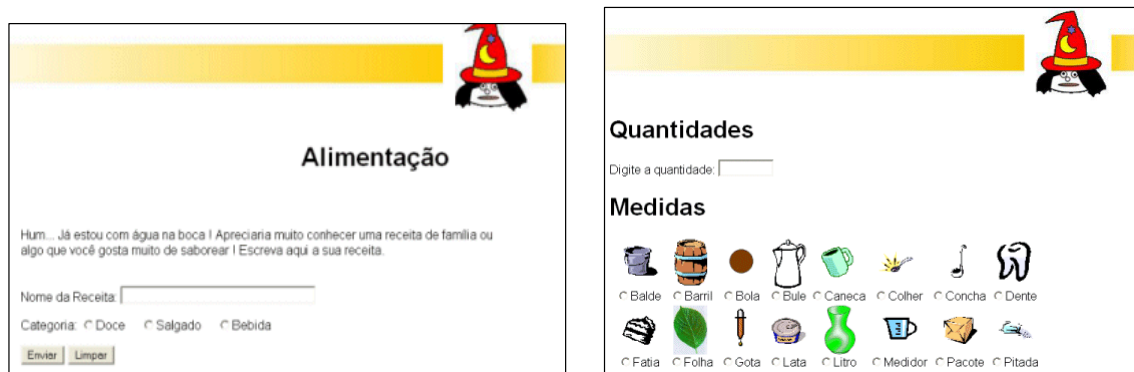 Alimentação
Hum... Já estou com água na boca ! Apreciaria muito conhecer uma receita de família ou
algo que você gosta muito de saborear ! Escreva aqui a sua receita.
Nome da Receita:
Categoria: Doce Salgado Bebida
Enviar Limpar
Quantidades
Digite a quantidade:
Medidas
Balde Barril Bola Bule Caneca Colher Concha Dente
Fatia Folha Gota Lata Litro Medidor Pacote Pitada